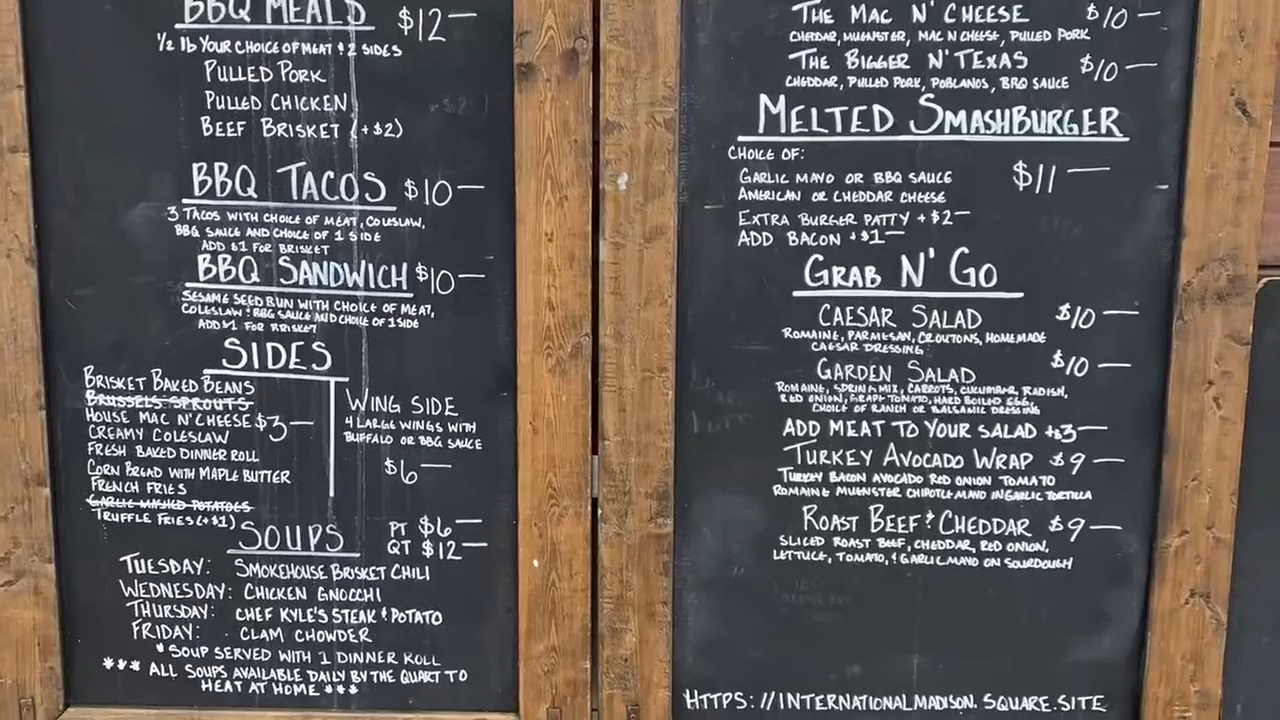 BBQ MEALS $12—
1/2 lb YOUR CHOICE OF MEAT & 2 SIDES
PULLED PORK
PULLED CHICKEN
BEEF BRISKET (+$2)
BBQ TACOS $10—
3 TACOS WITH CHOICE OF MEAT, COLESLAW,
BBQ SAUCE AND CHOICE OF 1 SIDE
ADD $1 FOR BRISKET
BBQ SANDWICH $10—
SESAME SEED BUN WITH CHOICE OF MEAT,
COLESLAW & BBQ SAUCE AND CHOICE OF 1 SIDE
ADD $1 FOR BRISKET
SIDES
BRISKET BAKED BEANS
BRUSSELS SPROUTS
HOUSE MAC N' CHEESE $3—
CREAMY COLESLAW
FRESH BAKED DINNER ROLL
CORN BREAD WITH MAPLE BUTTER
FRENCH FRIES
GARLIC MASHED POTATOES
TRUFFLE FRIES (+$1)
WING SIDE
4 LARGE WINGS WITH
BUFFALO OR BBQ SAUCE
$6—
SOUPS PT $6—
QT $12—
TUESDAY: SMOKEHOUSE BRISKET CHILI
WEDNESDAY: CHICKEN GNOCCHI
THURSDAY: CHEF KYLE'S STEAK & POTATO
FRIDAY: CLAM CHOWDER
*SOUP SERVED WITH 1 DINNER ROLL
*** ALL SOUPS AVAILABLE DAILY BY THE QUART TO
HEAT AT HOME ***
THE MAC N' CHEESE $10—
CHEDDAR, MUENSTER, MAC N CHEESE, PULLED PORK
THE BIGGER N' TEXAS $10—
CHEDDAR, PULLED PORK, POBLANOS, BBQ SAUCE
MELTED SMASHBURGER
CHOICE OF: $11—
GARLIC MAYO OR BBQ SAUCE
AMERICAN OR CHEDDAR CHEESE
EXTRA BURGER PATTY +$2—
ADD BACON +$1—
GRAB N' GO
CAESAR SALAD $10—
ROMAINE, PARMESAN, CROUTONS, HOMEMADE
CAESAR DRESSING
GARDEN SALAD $10—
ROMAINE, SPRING MIX, CARROTS, CUCUMBER, RADISH,
RED ONION, GRAPE TOMATO, HARD BOILED EGG,
CHOICE OF RANCH OR BALSAMIC DRESSING
ADD MEAT TO YOUR SALAD +$3—
TURKEY AVOCADO WRAP $9—
TURKEY BACON AVOCADO RED ONION TOMATO
ROMAINE MUENSTER CHIPOTLE MAYO IN GARLIC TORTILLA
ROAST BEEF & CHEDDAR $9—
SLICED ROAST BEEF, CHEDDAR, RED ONION,
LETTUCE, TOMATO, & GARLIC MAYO ON SOURDOUGH
HTTPS://INTERNATIONALMADISON.SQUARE.SITE